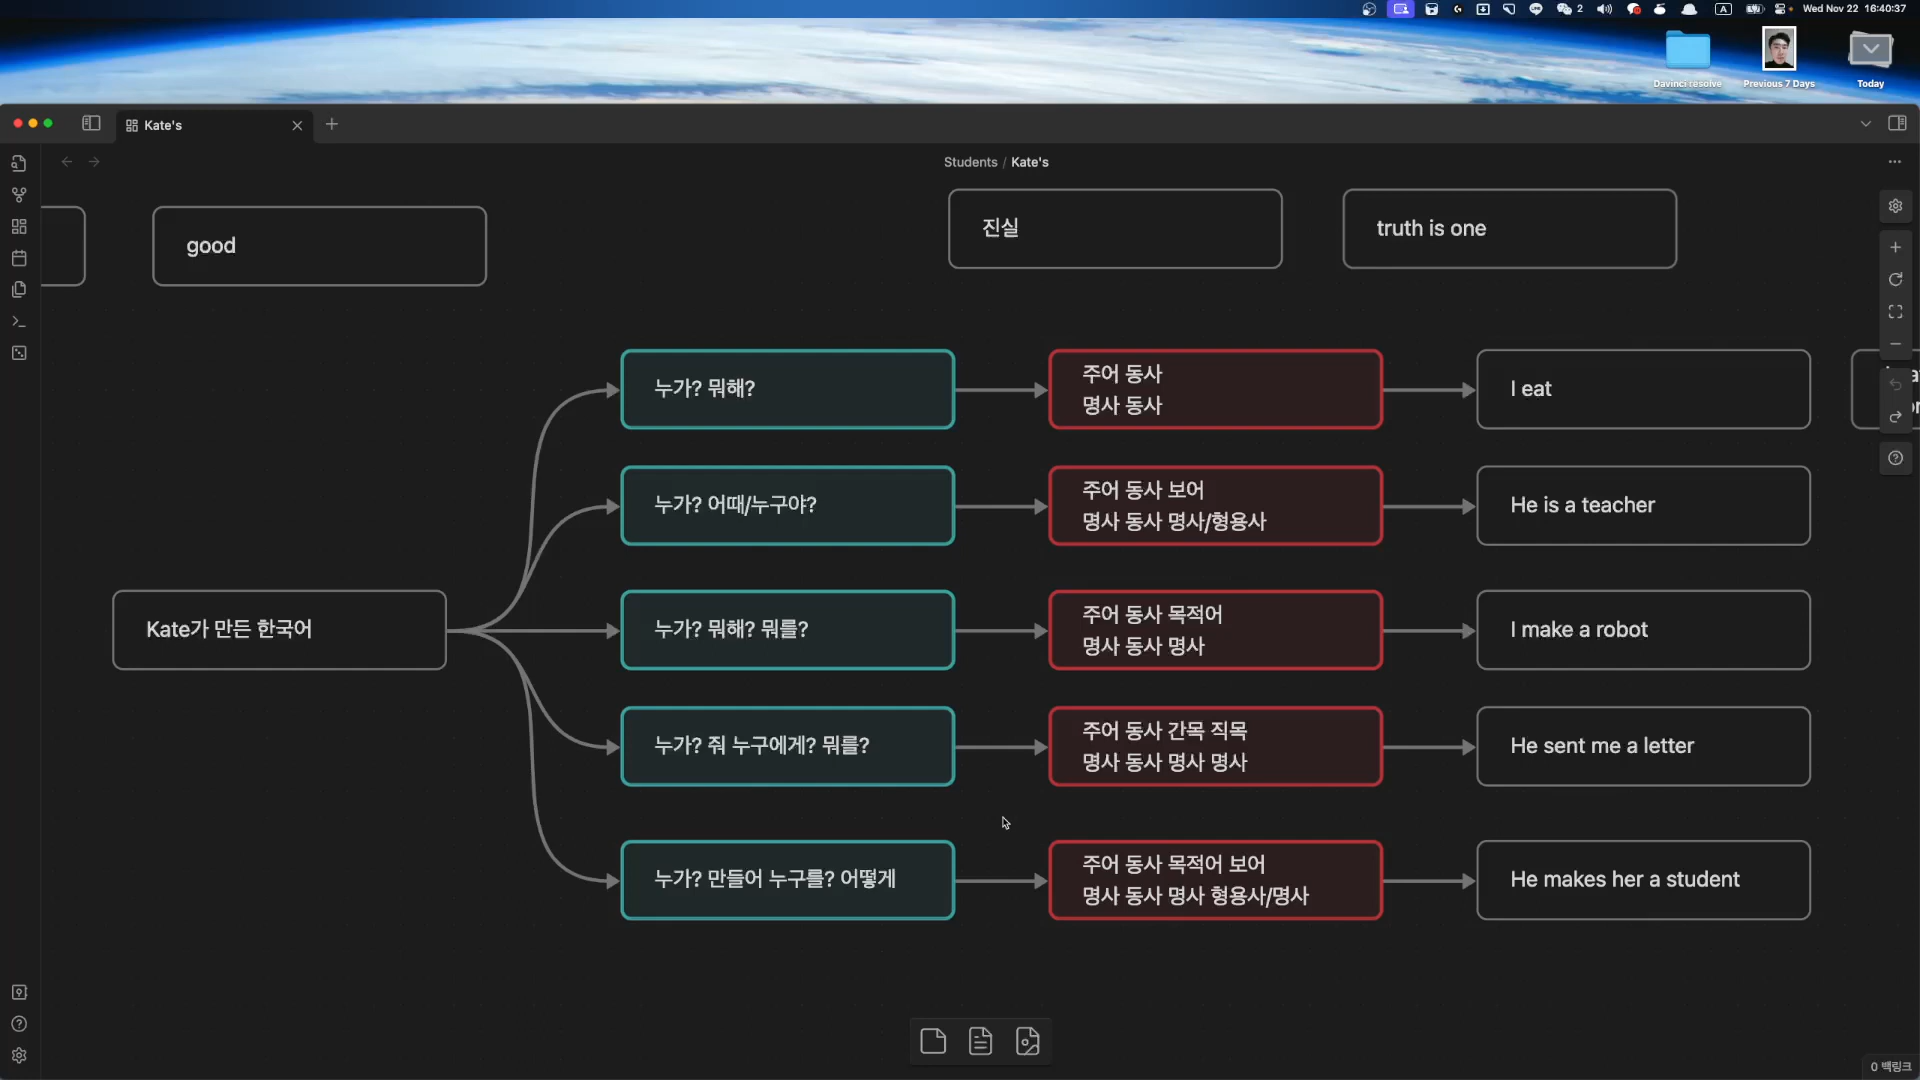 2
A
Wed Nov 22 16:40:37
Davinci resolve
Previous 7 Days
Today
Kate's
Students / Kate's
good
진실
truth is one
누가? 뭐해?
주어 동사
명사 동사
I eat
누가? 어때/누구야?
주어 동사 보어
명사 동사 명사/형용사
He is a teacher
Kate가 만든 한국어
누가? 뭐해? 뭐를?
주어 동사 목적어
명사 동사 명사
I make a robot
누가? 줘 누구에게? 뭐를?
주어 동사 간목 직목
명사 동사 명사 명사
He sent me a letter
누가? 만들어 누구를? 어떻게
주어 동사 목적어 보어
명사 동사 명사 형용사/명사
He makes her a student
0 백링크